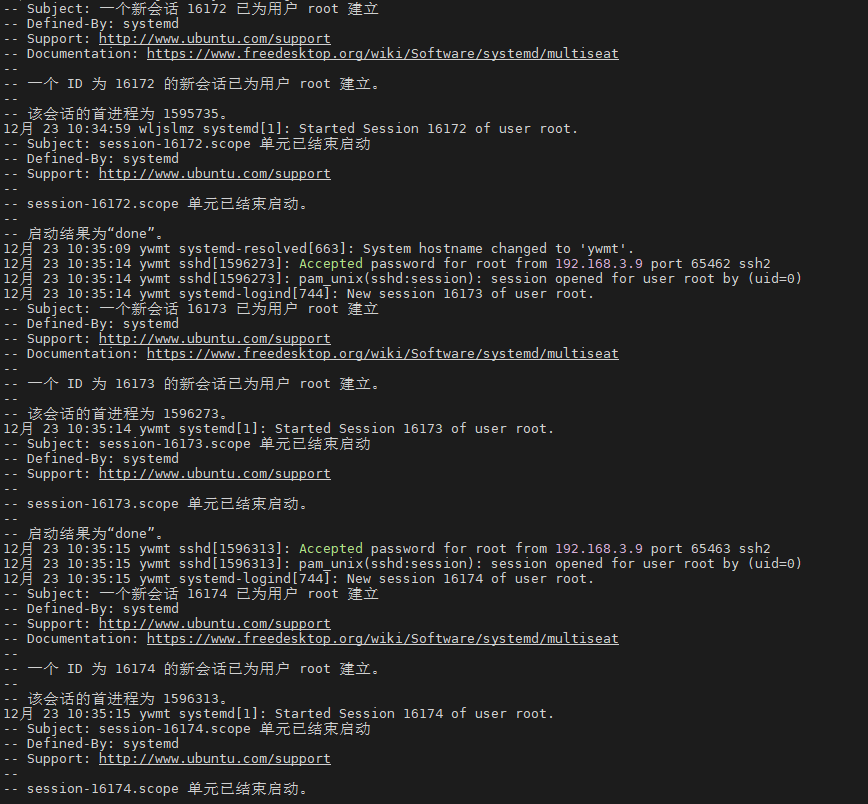 -- Subject: 一个新会话 16172 已为用户 root 建立
-- Defined-By: systemd
-- Support: http://www.ubuntu.com/support
-- Documentation: https://www.freedesktop.org/wiki/Software/systemd/multiseat
--
-- 一个 ID 为 16172 的新会话已为用户 root 建立。
--
-- 该会话的首进程为 1595735。
12月 23 10:34:59 wljslmz systemd[1]: Started Session 16172 of user root.
-- Subject: session-16172.scope 单元已结束启动
-- Defined-By: systemd
-- Support: http://www.ubuntu.com/support
--
-- session-16172.scope 单元已结束启动。
--
-- 启动结果为“done”。
12月 23 10:35:09 ywmt systemd-resolved[663]: System hostname changed to 'ywmt'.
12月 23 10:35:14 ywmt sshd[1596273]: Accepted password for root from 192.168.3.9 port 65462 ssh2
12月 23 10:35:14 ywmt sshd[1596273]: pam_unix(sshd:session): session opened for user root by (uid=0)
12月 23 10:35:14 ywmt systemd-logind[744]: New session 16173 of user root.
-- Subject: 一个新会话 16173 已为用户 root 建立
-- Defined-By: systemd
-- Support: http://www.ubuntu.com/support
-- Documentation: https://www.freedesktop.org/wiki/Software/systemd/multiseat
--
-- 一个 ID 为 16173 的新会话已为用户 root 建立。
--
-- 该会话的首进程为 1596273。
12月 23 10:35:14 ywmt systemd[1]: Started Session 16173 of user root.
-- Subject: session-16173.scope 单元已结束启动
-- Defined-By: systemd
-- Support: http://www.ubuntu.com/support
--
-- session-16173.scope 单元已结束启动。
--
-- 启动结果为“done”。
12月 23 10:35:15 ywmt sshd[1596313]: Accepted password for root from 192.168.3.9 port 65463 ssh2
12月 23 10:35:15 ywmt sshd[1596313]: pam_unix(sshd:session): session opened for user root by (uid=0)
12月 23 10:35:15 ywmt systemd-logind[744]: New session 16174 of user root.
-- Subject: 一个新会话 16174 已为用户 root 建立
-- Defined-By: systemd
-- Support: http://www.ubuntu.com/support
-- Documentation: https://www.freedesktop.org/wiki/Software/systemd/multiseat
--
-- 一个 ID 为 16174 的新会话已为用户 root 建立。
--
-- 该会话的首进程为 1596313。
12月 23 10:35:15 ywmt systemd[1]: Started Session 16174 of user root.
-- Subject: session-16174.scope 单元已结束启动
-- Defined-By: systemd
-- Support: http://www.ubuntu.com/support
--
-- session-16174.scope 单元已结束启动。